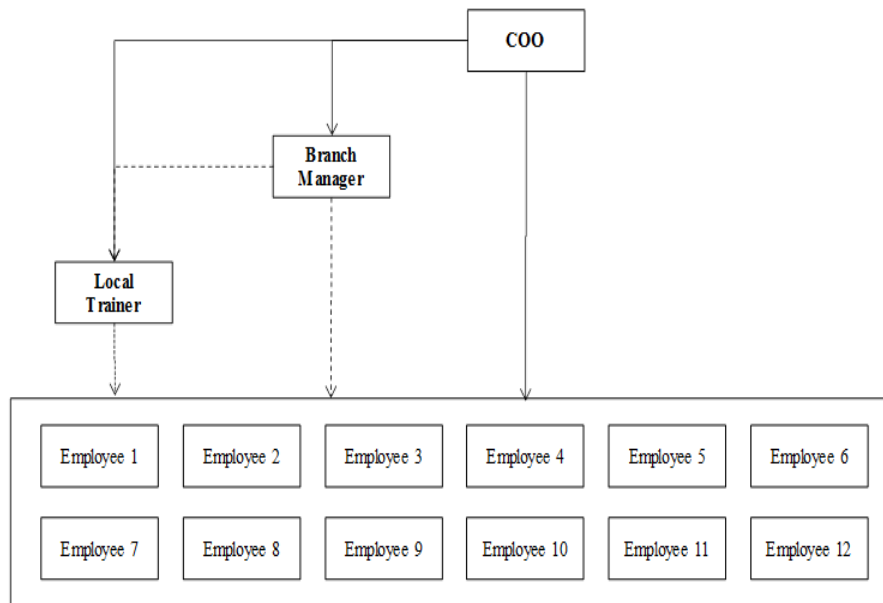 COO
Branch
Manager
Local
Trainer
Employee 1
Employee 2
Employee 3
Employee 4
Employee 5
Employee 6
Employee 7
Employee 8
Employee 9
Employee 10
Employee 11
Employee 12